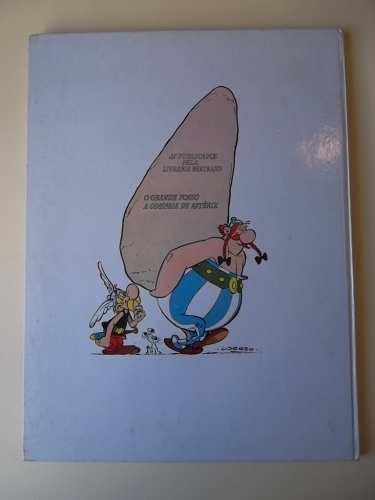 JÁ PUBLICADOS
PELA
LIVRARIA BERTRAND
O GRANDE FOSSO
A ODISSEIA DE ASTÉRIX
UDERZO